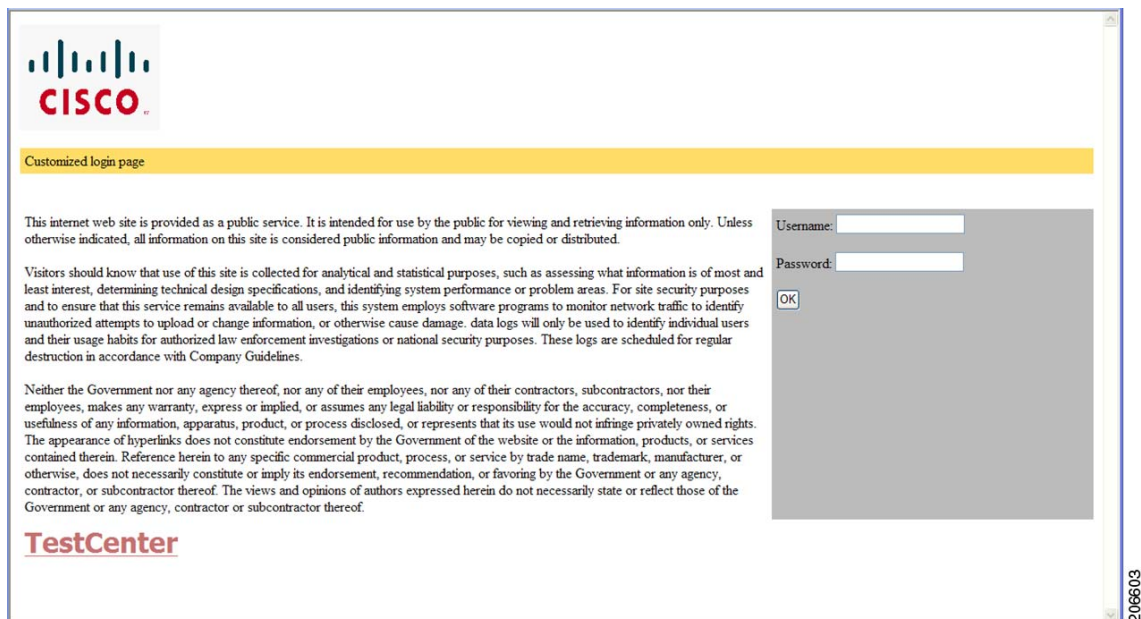 CISCO
Customized login page
This internet web site is provided as a public service. It is intended for use by the public for viewing and retrieving information only. Unless
otherwise indicated, all information on this site is considered public information and may be copied or distributed.
Username:
Password:
OK
Visitors should know that use of this site is collected for analytical and statistical purposes, such as assessing what information is of most and
least interest, determining technical design specifications, and identifying system performance or problem areas. For site security purposes
and to ensure that this service remains available to all users, this system employs software programs to monitor network traffic to identify
unauthorized attempts to upload or change information, or otherwise cause damage. data logs will only be used to identify individual users
and their usage habits for authorized law enforcement investigations or national security purposes. These logs are scheduled for regular
destruction in accordance with Company Guidelines.
Neither the Government nor any agency thereof, nor any of their employees, nor any of their contractors, subcontractors, nor their
employees, makes any warranty, express or implied, or assumes any legal liability or responsibility for the accuracy, completeness, or
usefulness of any information, apparatus, product, or process disclosed, or represents that its use would not infringe privately owned rights.
The appearance of hyperlinks does not constitute endorsement by the Government of the website or the information, products, or services
contained therein. Reference herein to any specific commercial product, process, or service by trade name, trademark, manufacturer, or
otherwise, does not necessarily constitute or imply its endorsement, recommendation, or favoring by the Government or any agency,
contractor, or subcontractor thereof. The views and opinions of authors expressed herein do not necessarily state or reflect those of the
Government or any agency, contractor or subcontractor thereof.
TestCenter
206603